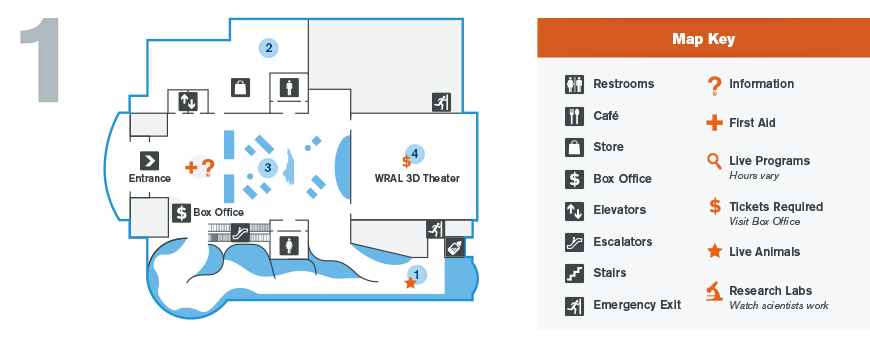 1
2
4
3
1
Entrance
WRAL 3D Theater
$ Box Office
Map Key
Restrooms
Café
Store
Box Office
Elevators
Escalators
Stairs
Emergency Exit
Information
First Aid
Live Programs
Hours vary
Tickets Required
Visit Box Office
Live Animals
Research Labs
Watch scientists work